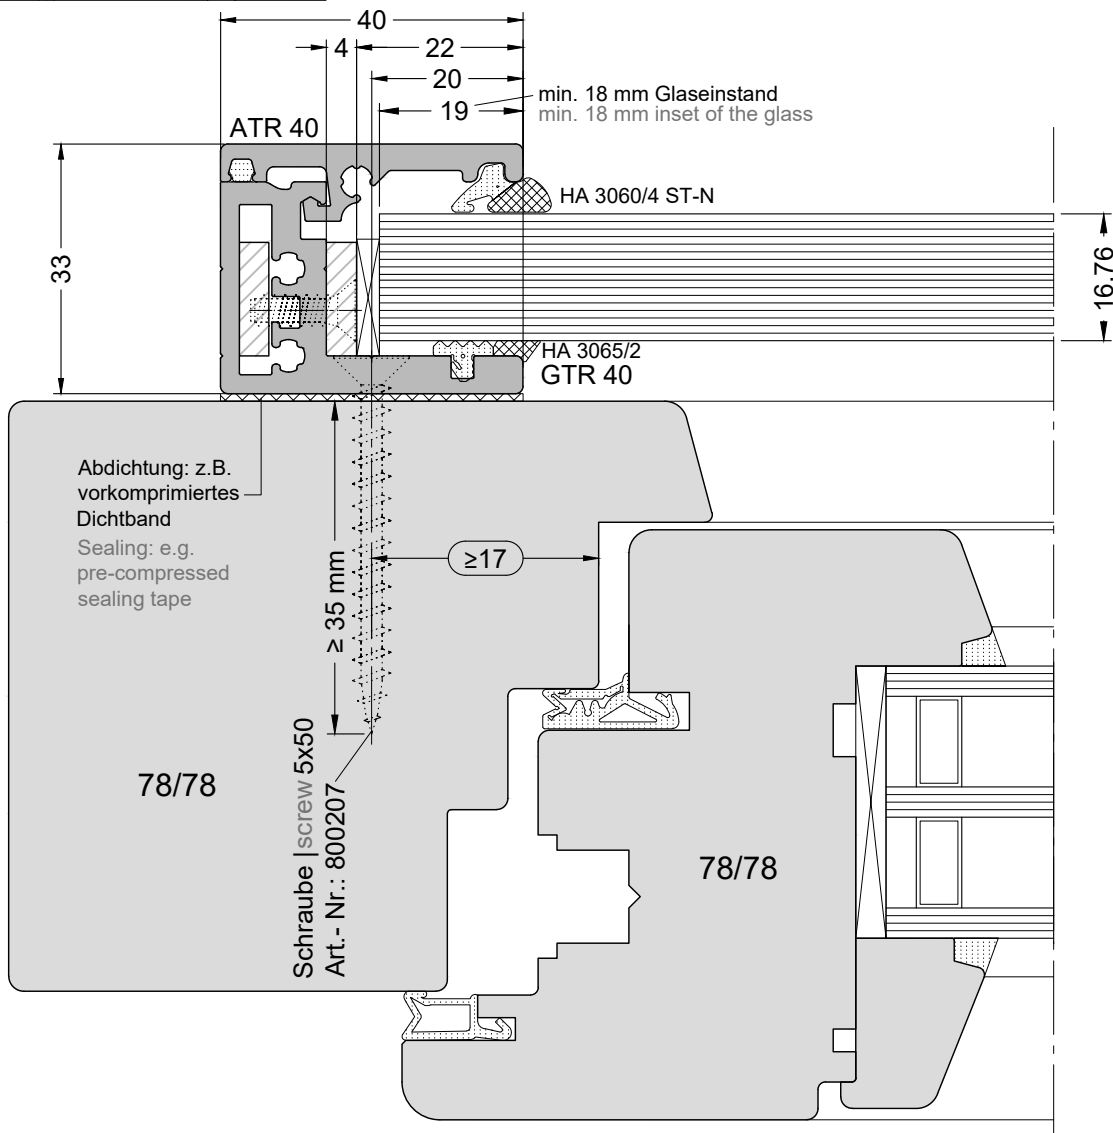 40
4
22
20
19
min. 18 mm Glaseinstand
min. 18 mm inset of the glass
ATR 40
HA 3060/4 ST-N
33
16,76
HA 3065/2
GTR 40
Abdichtung: z.B.
vorkomprimiertes
Dichtband
Sealing: e.g.
pre-compressed
sealing tape
≥17
≥ 35 mm
Schraube | screw 5x50
Art.- Nr.: 800207
78/78
78/78